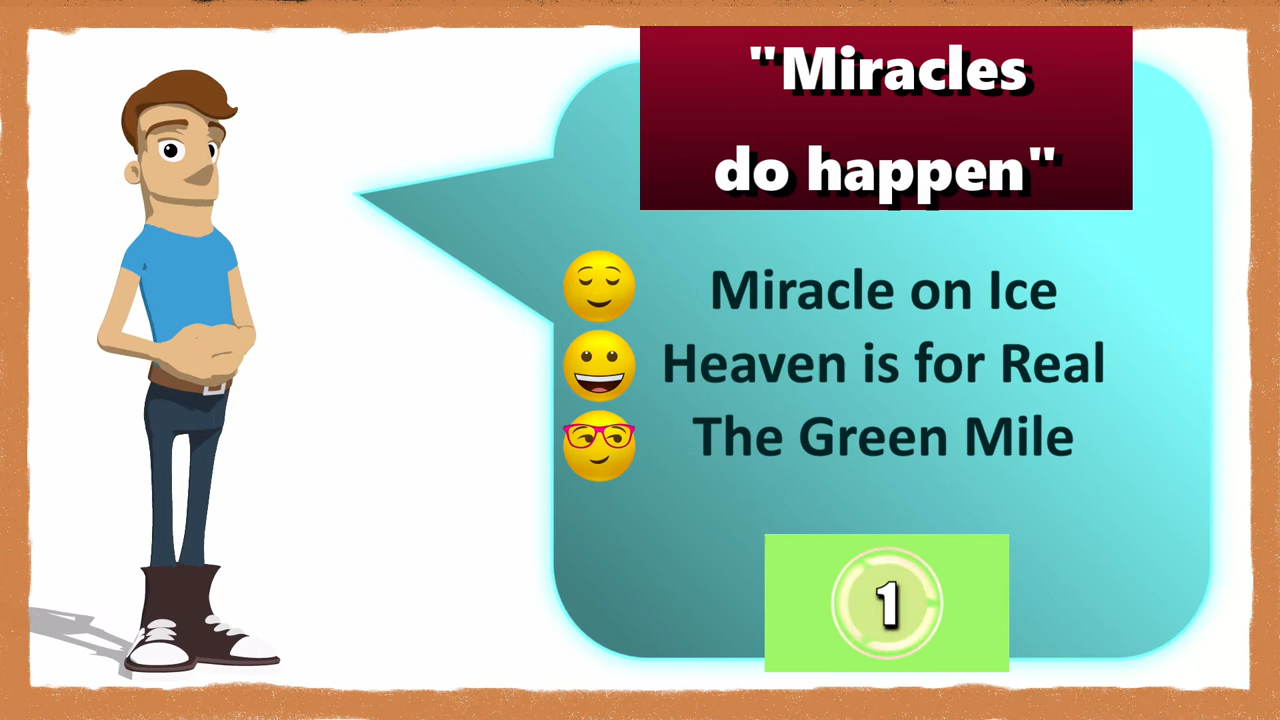 "Miracles
do happen"
Miracle on Ice
Heaven is for Real
The Green Mile
1